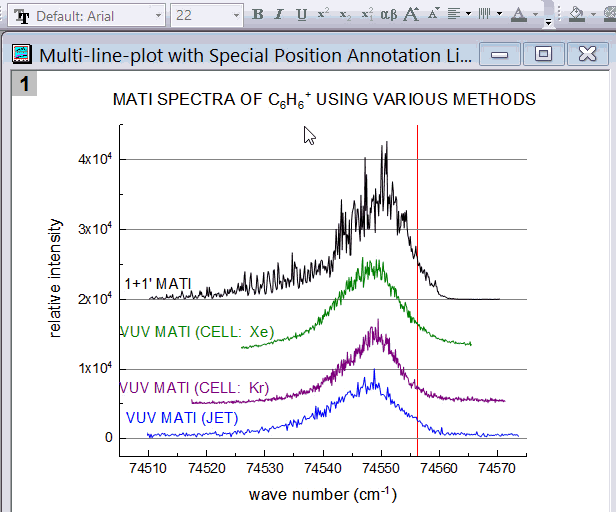 Default: Arial 22 B I U x² x₂ x₂² αβ A A A
Multi-line-plot with Special Position Annotation Li...
1
MATI SPECTRA OF C₆H₆⁺ USING VARIOUS METHODS
4x10⁴
3x10⁴
1+1' MATI
2x10⁴
VUV MATI (CELL: Xe)
1x10⁴
VUV MATI (CELL: Kr)
VUV MATI (JET)
0
relative intensity
74510 74520 74530 74540 74550 74560 74570
wave number (cm⁻¹)